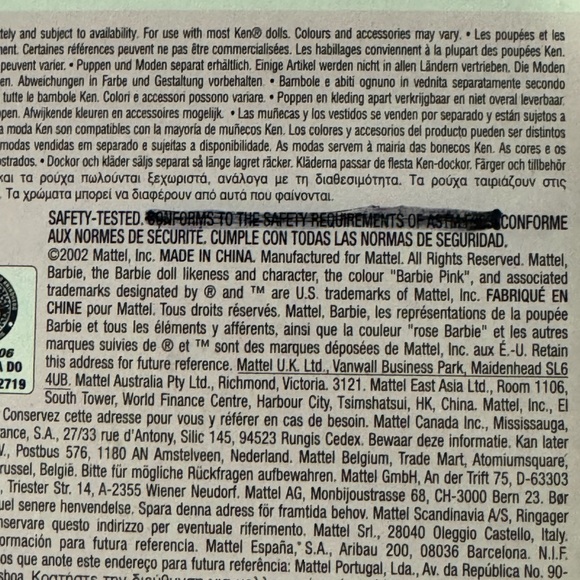 tely and subject to availability. For use with most Ken® dolls. Colours and accessories may vary. • Les poupées et les
ent. Certaines références peuvent ne pas être commercialisées. Les habillages conviennent à la plupart des poupées Ken.
peuvent varier. • Puppen und Moden separat erhältlich. Einige Artikel werden nicht in allen Ländern vertrieben. Die Moden
en. Abweichungen in Farbe und Gestaltung vorbehalten. • Bambole e abiti ognuno in vednita separatamente secondo
tutte le bambole Ken. Colori e accessori possono variare. • Poppen en kleding apart verkrijgbaar en niet overal leverbaar.
pen. Afwijkende kleuren en accessoires mogelijk. • Las muñecas y los vestidos se venden por separado y están sujetos a
a moda Ken son compatibles con la mayoría de muñecos Ken. Los colores y accesorios del producto pueden ser distintos
modas vendidas em separado e sujeitas a disponibilidade. As modas servem à mairia das bonecos Ken. As cores e os
ostrados. • Dockor och kläder säljs separat så länge lagret räcker. Kläderna passar de flesta Ken-dockor. Färger och tillbehör
και τα ρούχα πωλούνται ξεχωριστά, ανάλογα με τη διαθεσιμότητα. Τα ρούχα ταιριάζουν στις
. Τα χρώματα μπορεί να διαφέρουν από αυτά που φαίνονται.
SAFETY-TESTED. CONFORMS TO THE SAFETY REQUIREMENTS OF ASTM CONFORME
AUX NORMES DE SÉCURITÉ. CUMPLE CON TODAS LAS NORMAS DE SEGURIDAD.
©2002 Mattel, Inc. MADE IN CHINA. Manufactured for Mattel. All Rights Reserved. Mattel,
Barbie, the Barbie doll likeness and character, the colour "Barbie Pink", and associated
trademarks designated by ® and ™ are U.S. trademarks of Mattel, Inc. FABRIQUÉ EN
CHINE pour Mattel. Tous droits réservés. Mattel, Barbie, les représentations de la poupée
Barbie et tous les éléments y afférents, ainsi que la couleur "rose Barbie" et les autres
marques suivies de ® et ™ sont des marques déposées de Mattel, Inc. aux É.-U. Retain
this address for future reference. Mattel U.K. Ltd., Vanwall Business Park, Maidenhead SL6
4UB. Mattel Australia Pty Ltd., Richmond, Victoria. 3121. Mattel East Asia Ltd., Room 1106,
South Tower, World Finance Centre, Harbour City, Tsimshatsui, HK, China. Mattel, Inc., El
06
A DO
2719
Conservez cette adresse pour vous y référer en cas de besoin. Mattel Canada Inc., Mississauga,
ance, S.A., 27/33 rue d'Antony, Silic 145, 94523 Rungis Cedex. Bewaar deze informatie. Kan later
V., Postbus 576, 1180 AN Amstelveen, Nederland. Mattel Belgium, Trade Mart, Atomiumsquare,
russel, België. Bitte für mögliche Rückfragen aufbewahren. Mattel GmbH, An der Trift 75, D-63303
, Triester Str. 14, A-2355 Wiener Neudorf. Mattel AG, Monbijoustrasse 68, CH-3000 Bern 23. Bør
uel senere henvendelse. Spara denna adress för framtida behov. Mattel Scandinavia A/S, Ringager
nservare questo indirizzo per eventuale riferimento. Mattel Srl., 28040 Oleggio Castello, Italy.
ormación para futura referencia. Mattel España, S.A., Aribau 200, 08036 Barcelona. N.I.F.
os que anote este endereço para futura referência: Mattel Portugal, Lda., Av. da República No. 90-
sboa. Κρατήστε την διεύθυνση για